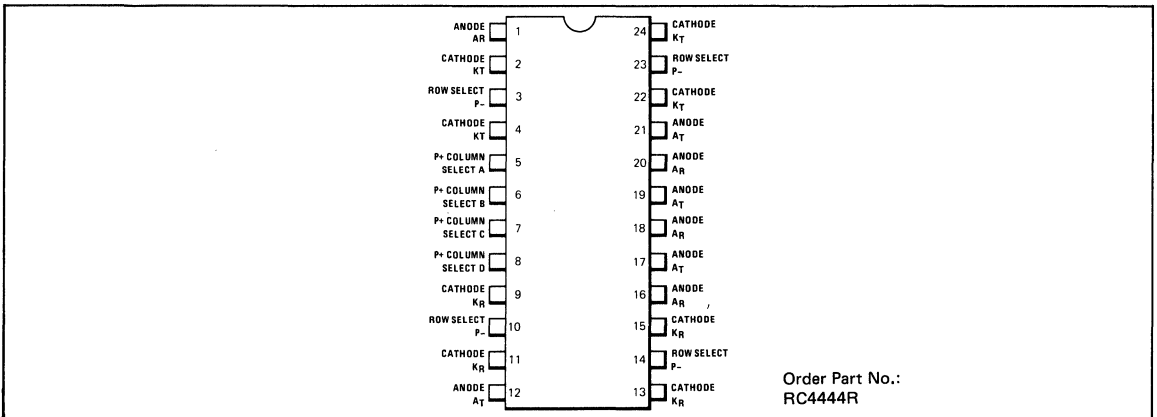 ANODE
AR
1
24
CATHODE
KT
CATHODE
KT
2
23
ROW SELECT
P-
ROW SELECT
P-
3
22
CATHODE
KT
CATHODE
KT
4
21
ANODE
AT
P+ COLUMN
SELECT A
5
20
ANODE
AR
P+ COLUMN
SELECT B
6
19
ANODE
AT
P+ COLUMN
SELECT C
7
18
ANODE
AR
P+ COLUMN
SELECT D
8
17
ANODE
AT
CATHODE
KR
9
16
ANODE
AR
ROW SELECT
P-
10
15
CATHODE
KR
CATHODE
KR
11
14
ROW SELECT
P-
ANODE
AT
12
13
CATHODE
KR
Order Part No.:
RC4444R